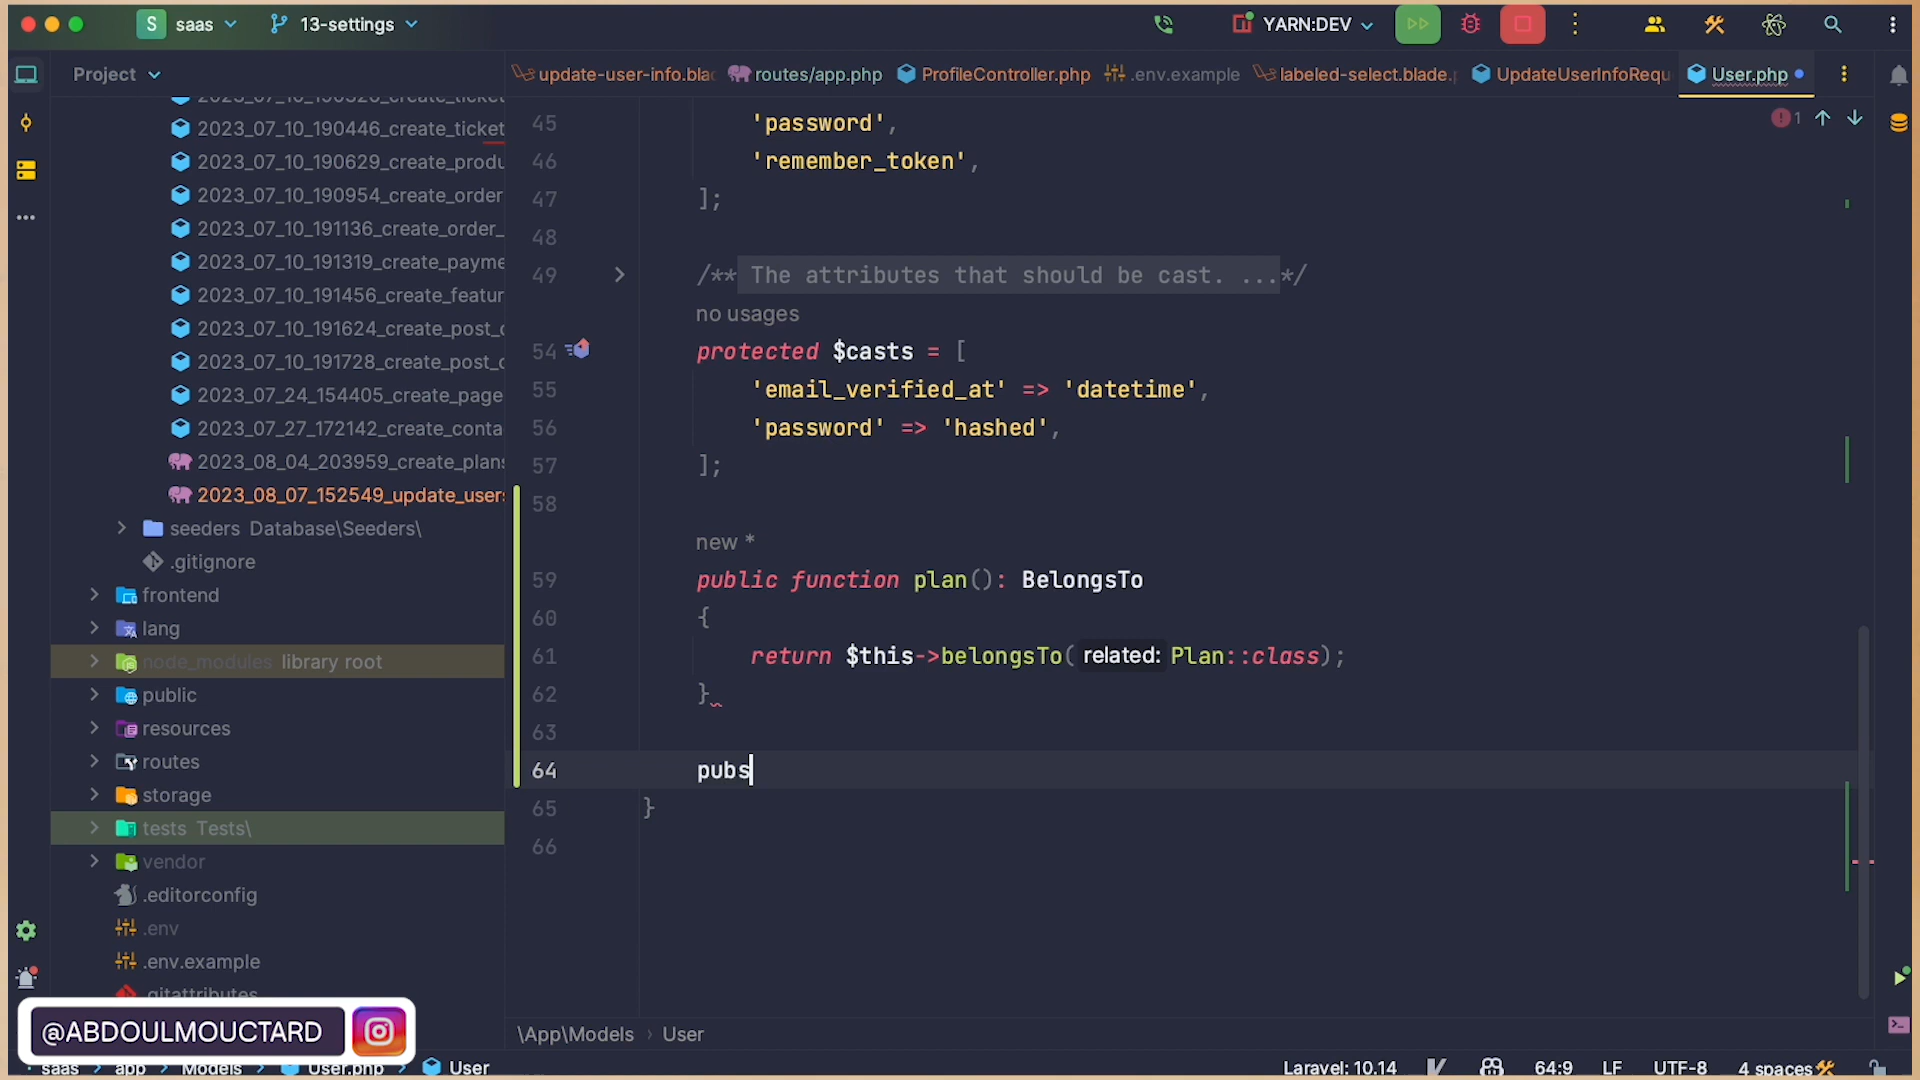 S saas 13-settings YARN:DEV
Project
update-user-info.bla routes/app.php ProfileController.php .env.example labeled-select.blade. UpdateUserInfoRequ User.php
2023_07_10_190446_create_ticket
2023_07_10_190629_create_produ
2023_07_10_190954_create_order
2023_07_10_191136_create_order_
2023_07_10_191319_create_payme
2023_07_10_191456_create_featur
2023_07_10_191624_create_post_c
2023_07_10_191728_create_post_c
2023_07_24_154405_create_page
2023_07_27_172142_create_conta
2023_08_04_203959_create_plans
2023_08_07_152549_update_users
seeders Database\Seeders\
.gitignore
frontend
lang
node_modules library root
public
resources
routes
storage
tests Tests\
vendor
.editorconfig
.env
.env.example
.gitattributes
1
45 'password',
46 'remember_token',
47 ];
48
49 /** The attributes that should be cast. ...*/
no usages
54 protected $casts = [
55 'email_verified_at' => 'datetime',
56 'password' => 'hashed',
57 ];
58
new *
59 public function plan(): BelongsTo
60 {
61 return $this->belongsTo( related: Plan::class);
62 }
63
64 pubs
65 }
66
@ABDOULMOUCTARD
\App\Models › User
saas › app › Models › User.php › User
Laravel: 10.14 64:9 LF UTF-8 4 spaces